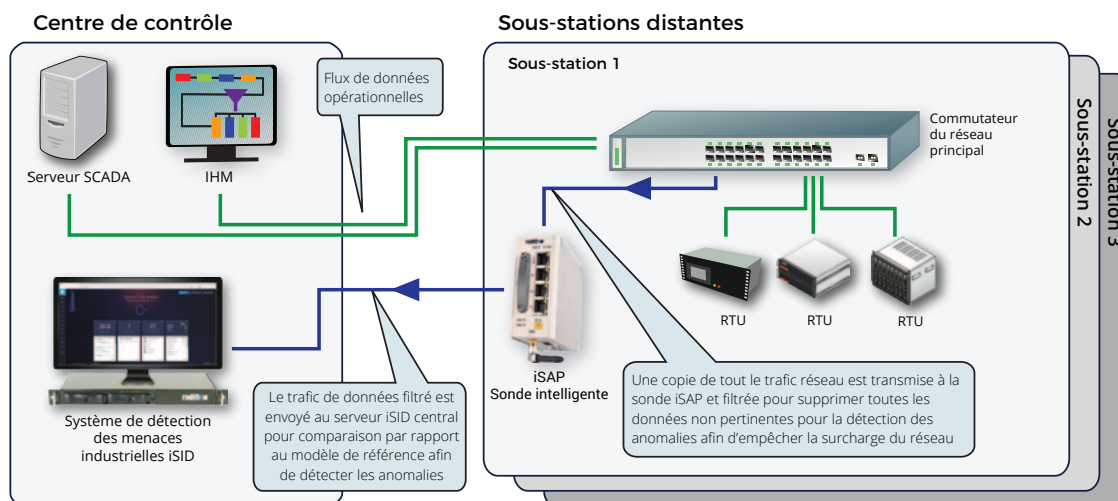 Centre de contrôle
Sous-stations distantes
Sous-station 1
Sous-station 2
Sous-station 3
Flux de données
opérationnelles
Commutateur
du réseau
principal
Serveur SCADA
IHM
RTU
RTU
RTU
iSAP
Sonde intelligente
Système de détection
des menaces
industrielles iSID
Le trafic de données filtré est
envoyé au serveur iSID central
pour comparaison par rapport
au modèle de référence afin
de détecter les anomalies
Une copie de tout le trafic réseau est transmise à la
sonde iSAP et filtrée pour supprimer toutes les
données non pertinentes pour la détection des
anomalies afin d’empêcher la surcharge du réseau